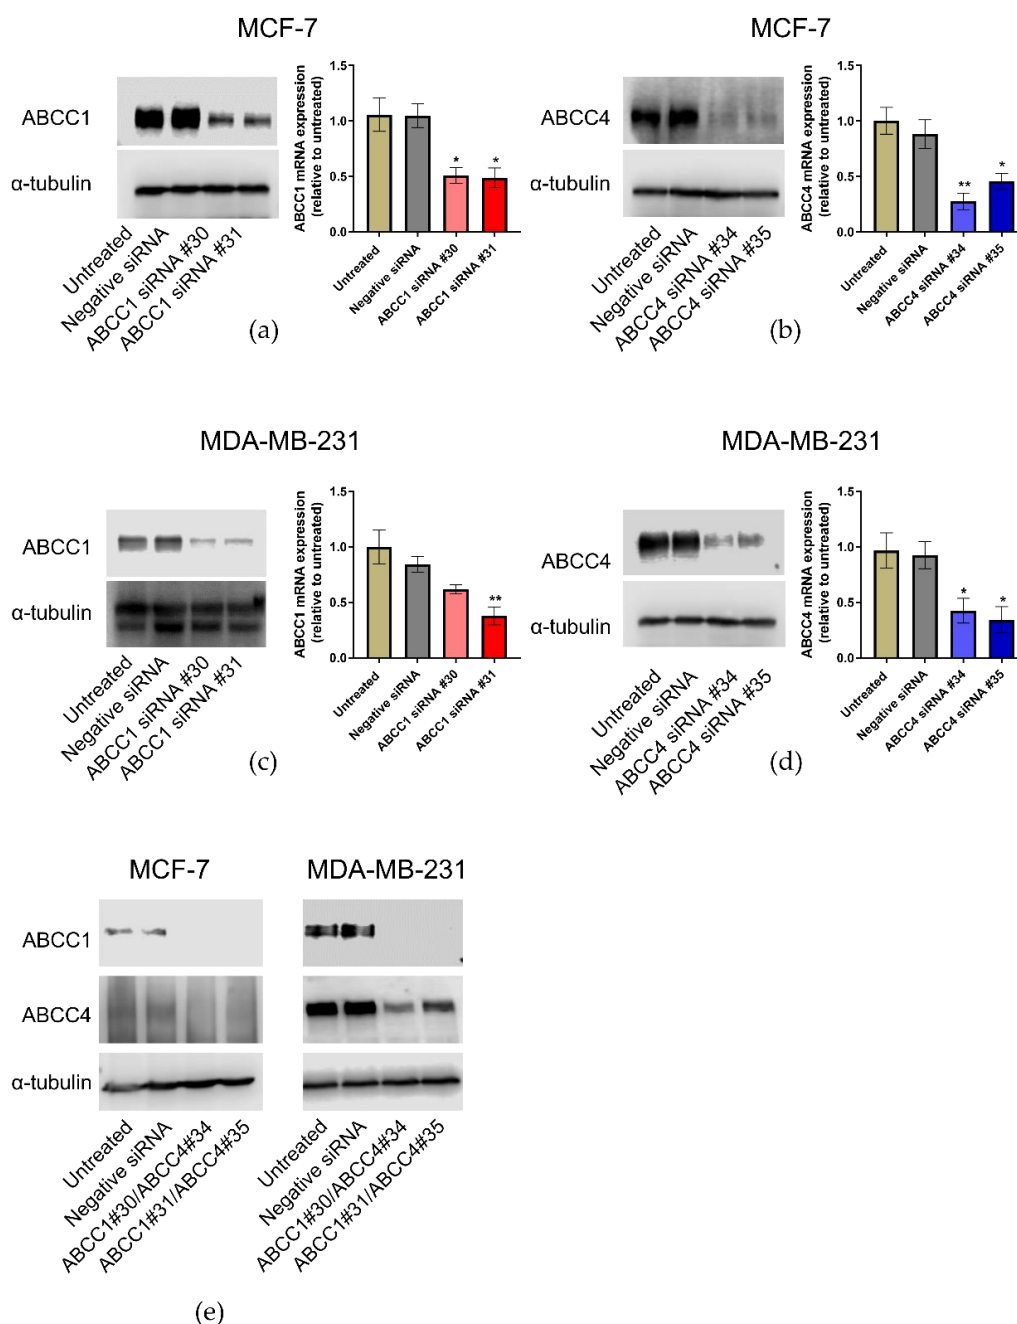 MCF-7
ABCC1
α-tubulin
Untreated
Negative siRNA
ABCC1 siRNA #30
ABCC1 siRNA #31
ABCC1 mRNA expression
(relative to untreated)
1.5
1.0
0.5
0.0
*
*
Untreated
Negative siRNA
ABCC1 siRNA #30
ABCC1 siRNA #31
(a)
MCF-7
ABCC4
α-tubulin
Untreated
Negative siRNA
ABCC4 siRNA #34
ABCC4 siRNA #35
ABCC4 mRNA expression
(relative to untreated)
1.5
1.0
0.5
0.0
**
*
Untreated
Negative siRNA
ABCC4 siRNA #34
ABCC4 siRNA #35
(b)
MDA-MB-231
ABCC1
α-tubulin
Untreated
Negative siRNA
ABCC1 siRNA #30
ABCC1 siRNA #31
ABCC1 mRNA expression
(relative to untreated)
1.5
1.0
0.5
0.0
**
Untreated
Negative siRNA
ABCC1 siRNA #30
ABCC1 siRNA #31
(c)
MDA-MB-231
ABCC4
α-tubulin
Untreated
Negative siRNA
ABCC4 siRNA #34
ABCC4 siRNA #35
ABCC4 mRNA expression
(relative to untreated)
1.5
1.0
0.5
0.0
*
*
Untreated
Negative siRNA
ABCC4 siRNA #34
ABCC4 siRNA #35
(d)
MCF-7
MDA-MB-231
ABCC1
ABCC4
α-tubulin
Untreated
Negative siRNA
ABCC1#30/ABCC4#34
ABCC1#31/ABCC4#35
Untreated
Negative siRNA
ABCC1#30/ABCC4#34
ABCC1#31/ABCC4#35
(e)